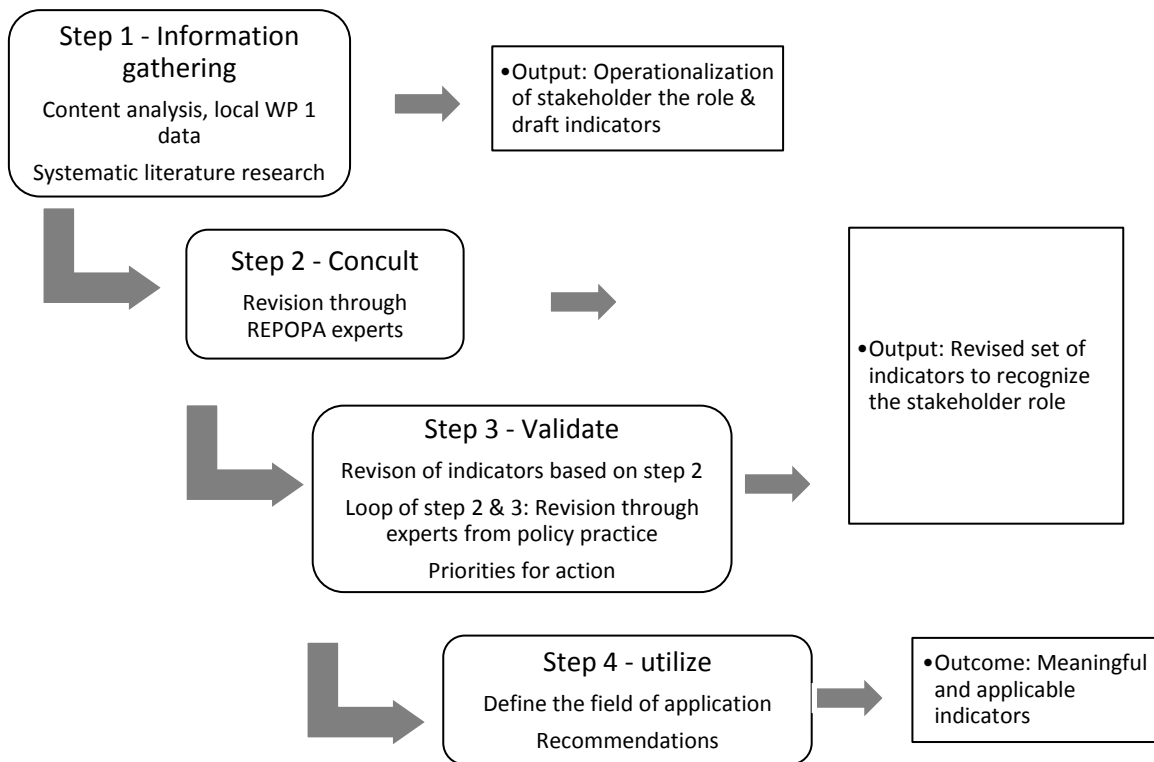 Step 1 - Information
gathering
Content analysis, local WP 1
data
Systematic literature research
•Output: Operationalization
of stakeholder the role &
draft indicators
Step 2 - Concult
Revision through
REPOPA experts
•Output: Revised set of
indicators to recognize
the stakeholder role
Step 3 - Validate
Revison of indicators based on step 2
Loop of step 2 & 3: Revision through
experts from policy practice
Priorities for action
Step 4 - utilize
Define the field of application
Recommendations
•Outcome: Meaningful
and applicable
indicators